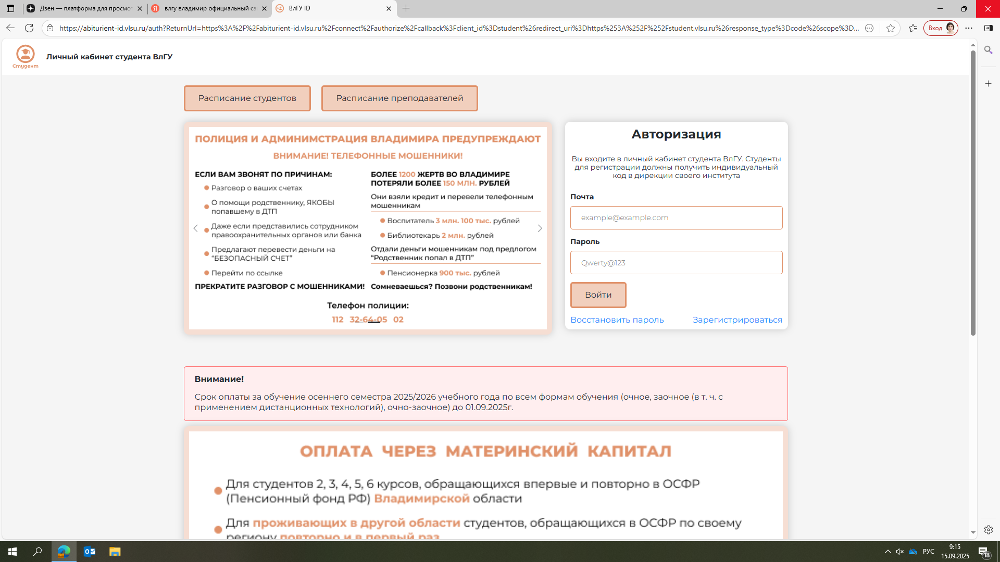 Дзен — платформа для просмо
влгу владимир официальный са
ВлГУ ID
https://abiturient-id.vlsu.ru/auth?ReturnUrl=https%3A%2F%2Fabiturient-id.vlsu.ru%2Fconnect%2Fauthorize%2Fcallback%3Fclient_id%3Dstudent%26redirect_uri%3Dhttps%253A%252F%252Fstudent.vlsu.ru%26response_type%3Dcode%26scope%3D...
Вход
Студент
Личный кабинет студента ВлГУ
Расписание студентов
Расписание преподавателей
ПОЛИЦИЯ И АДМИНИМСТРАЦИЯ ВЛАДИМИРА ПРЕДУПРЕЖДАЮТ
ВНИМАНИЕ! ТЕЛЕФОННЫЕ МОШЕННИКИ!
ЕСЛИ ВАМ ЗВОНЯТ ПО ПРИЧИНАМ:
Разговор о ваших счетах
О помощи родственнику, ЯКОБЫ
попавшему в ДТП
Даже если представились сотрудником
правоохранительных органов или банка
Предлагают перевести деньги на
“БЕЗОПАСНЫЙ СЧЕТ”
Перейти по ссылке
ПРЕКРАТИТЕ РАЗГОВОР С МОШЕННИКАМИ!
БОЛЕЕ 1200 ЖЕРТВ ВО ВЛАДИМИРЕ
ПОТЕРЯЛИ БОЛЕЕ 150 МЛН. РУБЛЕЙ
Они взяли кредит и перевели телефонным
мошенникам
Воспитатель 3 млн. 100 тыс. рублей
Библиотекарь 2 млн. рублей
Отдали деньги мошенникам под предлогом
“Родственник попал в ДТП”
Пенсионерка 900 тыс. рублей
Сомневаешься? Позвони родственникам!
Телефон полиции:
112 32-64-05 02
Авторизация
Вы входите в личный кабинет студента ВлГУ. Студенты
для регистрации должны получить индивидуальный
код в дирекции своего института
Почта
example@example.com
Пароль
Qwerty@123
Войти
Восстановить пароль
Зарегистрироваться
Внимание!
Срок оплаты за обучение осеннего семестра 2025/2026 учебного года по всем формам обучения (очное, заочное (в т. ч. с
применением дистанционных технологий), очно-заочное) до 01.09.2025г.
ОПЛАТА ЧЕРЕЗ МАТЕРИНСКИЙ КАПИТАЛ
Для студентов 2, 3, 4, 5, 6 курсов, обращающихся впервые и повторно в ОСФР
(Пенсионный фонд РФ) Владимирской области
Для проживающих в другой области студентов, обращающихся в ОСФР по своему
региону повторно и в первый раз
РУС
9:15
15.09.2025
18